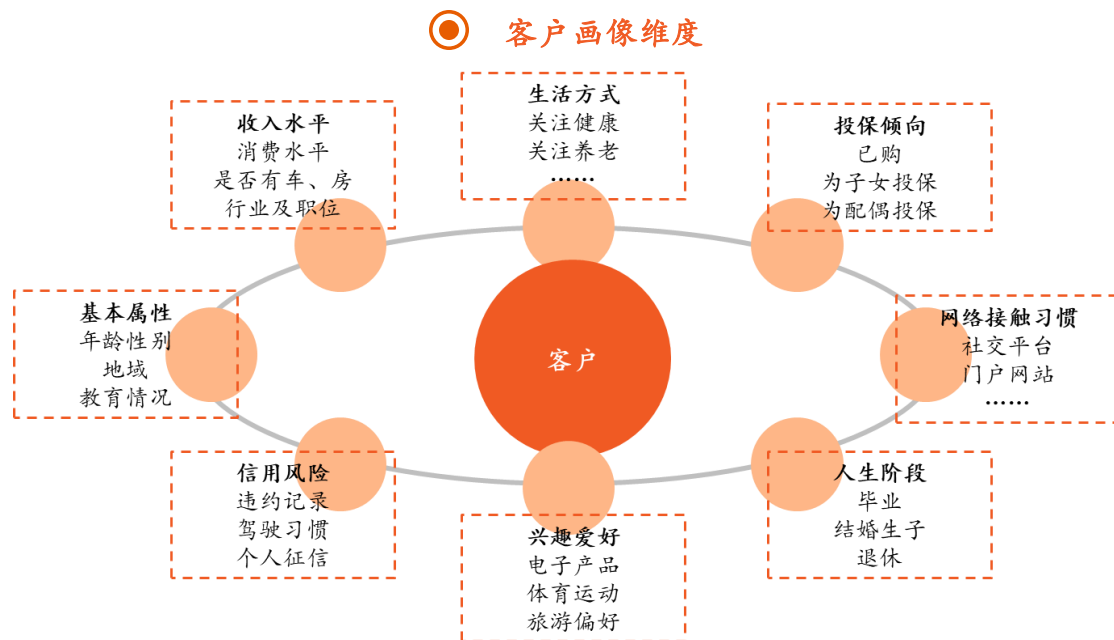 客户画像维度
生活方式
关注健康
关注养老
……
收入水平
消费水平
是否有车、房
行业及职位
投保倾向
已购
为子女投保
为配偶投保
基本属性
年龄性别
地域
教育情况
客户
网络接触习惯
社交平台
门户网站
……
信用风险
违约记录
驾驶习惯
个人征信
兴趣爱好
电子产品
体育运动
旅游偏好
人生阶段
毕业
结婚生子
退休